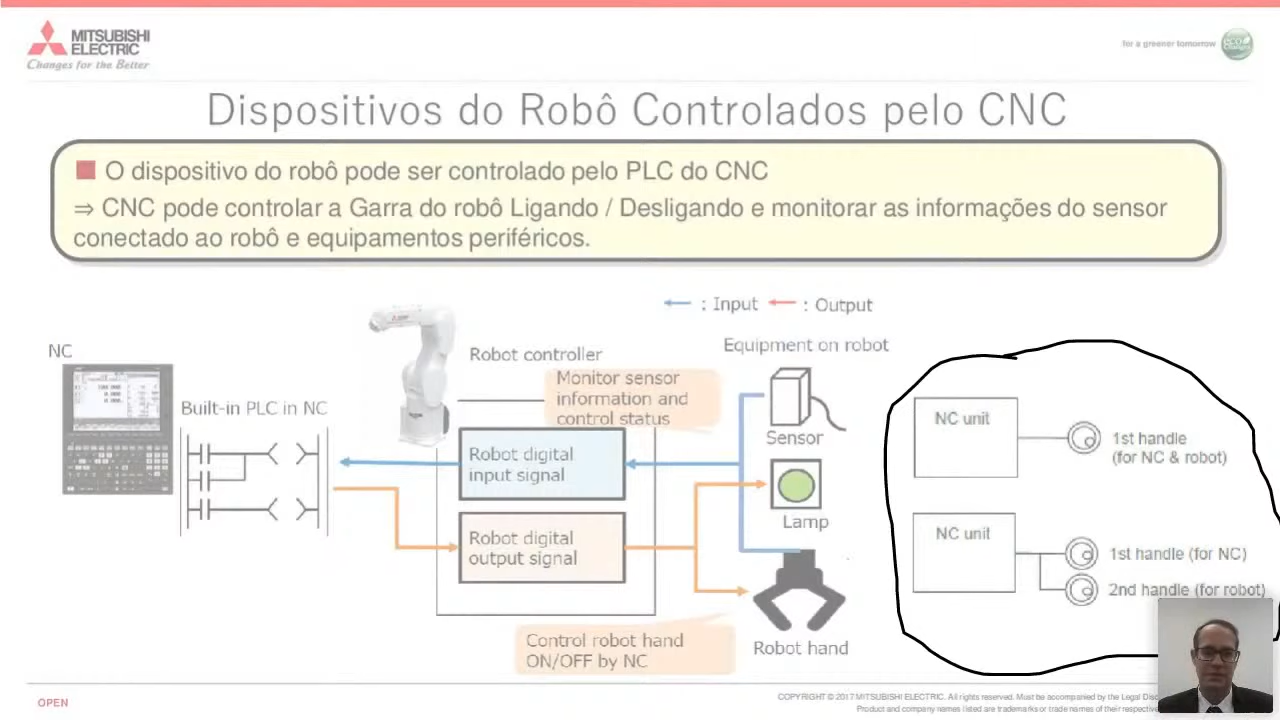 MITSUBISHI
ELECTRIC
Changes for the Better
for a greener tomorrow
eco
Changes
Dispositivos do Robô Controlados pelo CNC
O dispositivo do robô pode ser controlado pelo PLC do CNC
⇒ CNC pode controlar a Garra do robô Ligando / Desligando e monitorar as informações do sensor
conectado ao robô e equipamentos periféricos.
: Input : Output
NC
Built-in PLC in NC
Robot controller
Monitor sensor
information and
control status
Equipment on robot
Robot digital
input signal
Robot digital
output signal
Sensor
Lamp
Robot hand
Control robot hand
ON/OFF by NC
NC unit
1st handle
(for NC & robot)
NC unit
1st handle (for NC)
2nd handle (for robot)
OPEN
COPYRIGHT © 2017 MITSUBISHI ELECTRIC. All rights reserved. Must be accompanied by the Legal
Product and company names listed are trademarks or trade names of their